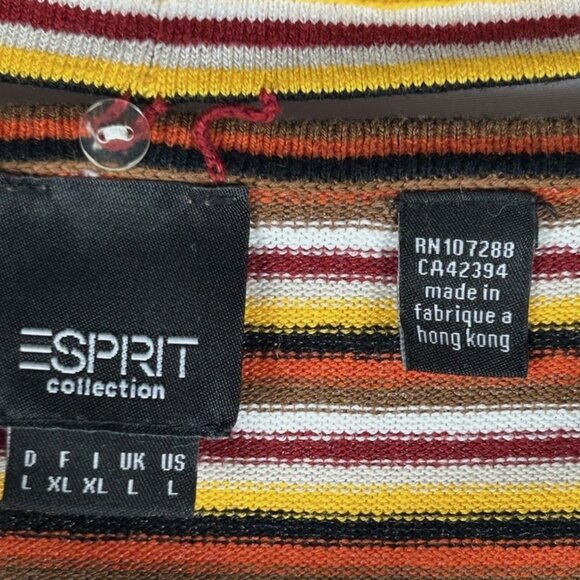 ESPRIT
collection
D F I UK US
L XL XL L L
RN107288
CA42394
made in
fabrique a
hong kong